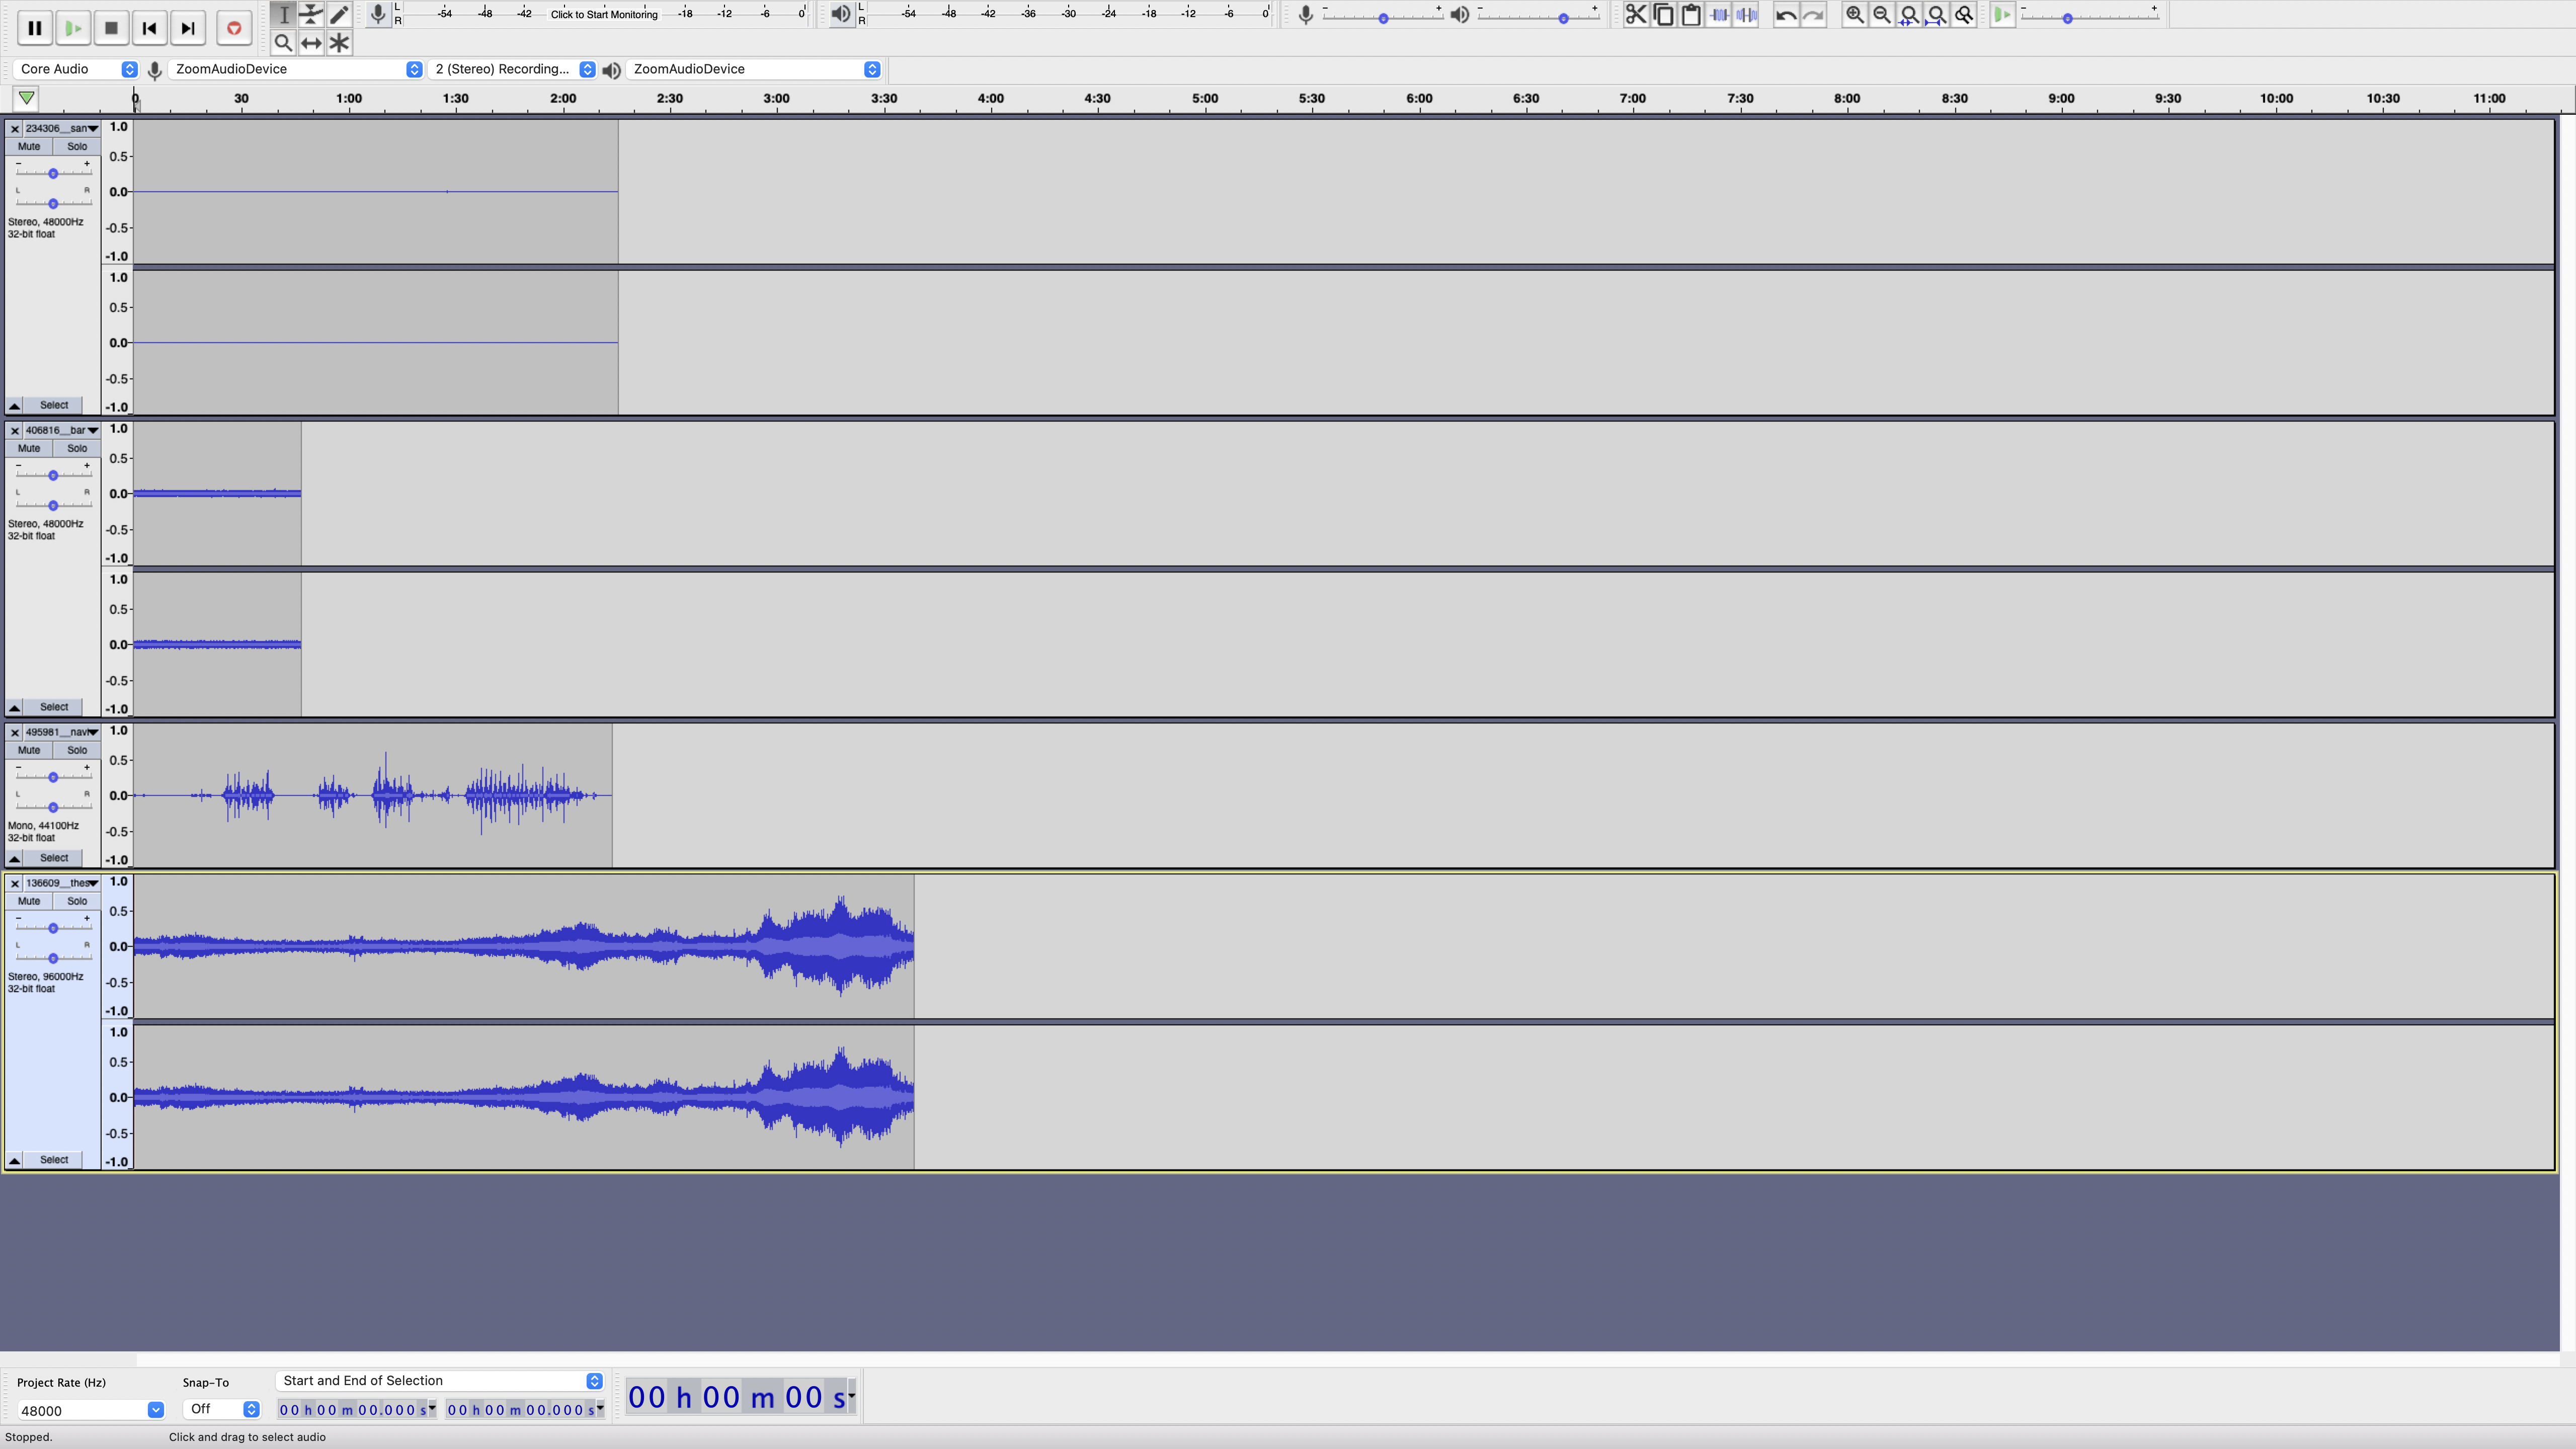 L
R
-54 -48 -42 Click to Start Monitoring -18 -12 -6 0
L
R
-54 -48 -42 -36 -30 -24 -18 -12 -6 0
- +
- +
- +
Core Audio ZoomAudioDevice 2 (Stereo) Recording... ZoomAudioDevice
0 30 1:00 1:30 2:00 2:30 3:00 3:30 4:00 4:30 5:00 5:30 6:00 6:30 7:00 7:30 8:00 8:30 9:00 9:30 10:00 10:30 11:00
234306__san
Mute Solo
- +
L R
Stereo, 48000Hz
32-bit float
Select
1.0
0.5
0.0
-0.5
-1.0
1.0
0.5
0.0
-0.5
-1.0
406816__bar
Mute Solo
- +
L R
Stereo, 48000Hz
32-bit float
Select
1.0
0.5
0.0
-0.5
-1.0
1.0
0.5
0.0
-0.5
-1.0
495981__navi
Mute Solo
- +
L R
Mono, 44100Hz
32-bit float
Select
1.0
0.5
0.0
-0.5
-1.0
136609__thes
Mute Solo
- +
L R
Stereo, 96000Hz
32-bit float
Select
1.0
0.5
0.0
-0.5
-1.0
1.0
0.5
0.0
-0.5
-1.0
Project Rate (Hz) Snap-To Start and End of Selection
48000 Off 00 h 00 m 00.000 s 00 h 00 m 00.000 s
00 h 00 m 00 s
Stopped. Click and drag to select audio